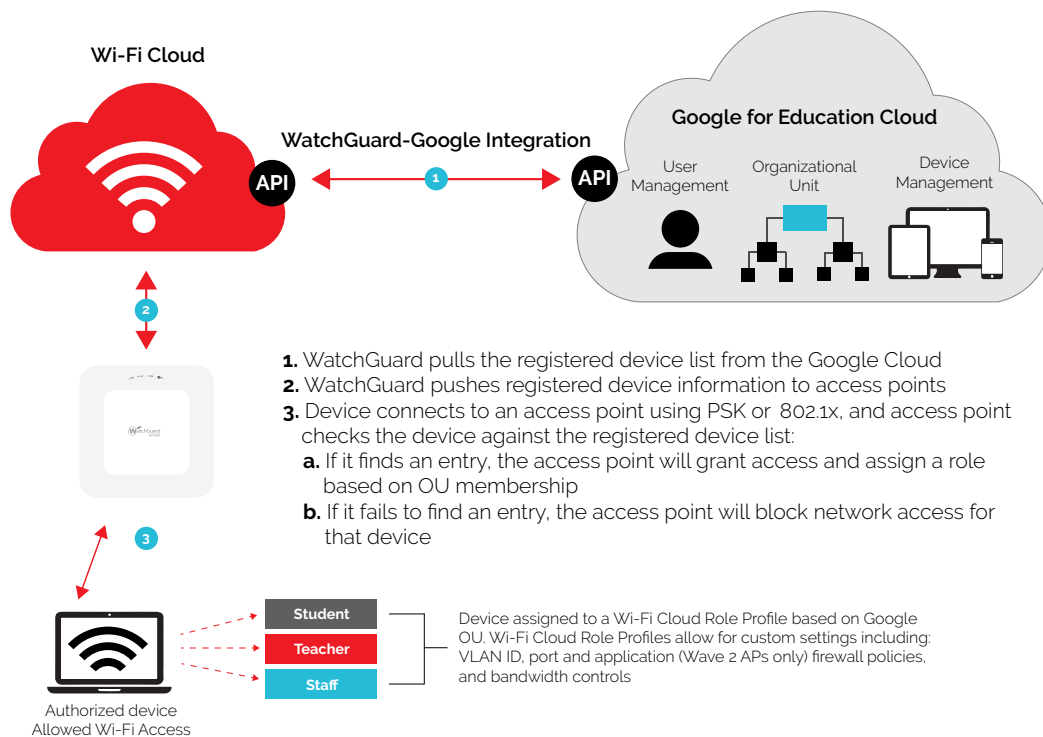 Wi-Fi Cloud
Google for Education Cloud
WatchGuard-Google Integration
API
1
API
User
Management
Organizational
Unit
Device
Management
2
1. WatchGuard pulls the registered device list from the Google Cloud
2. WatchGuard pushes registered device information to access points
3. Device connects to an access point using PSK or 802.1x, and access point
checks the device against the registered device list:
a. If it finds an entry, the access point will grant access and assign a role
based on OU membership
b. If it fails to find an entry, the access point will block network access for
that device
WatchGuard
3
Student
Teacher
Staff
Device assigned to a Wi-Fi Cloud Role Profile based on Google
OU. Wi-Fi Cloud Role Profiles allow for custom settings including:
VLAN ID, port and application (Wave 2 APs only) firewall policies,
and bandwidth controls
Authorized device
Allowed Wi-Fi Access